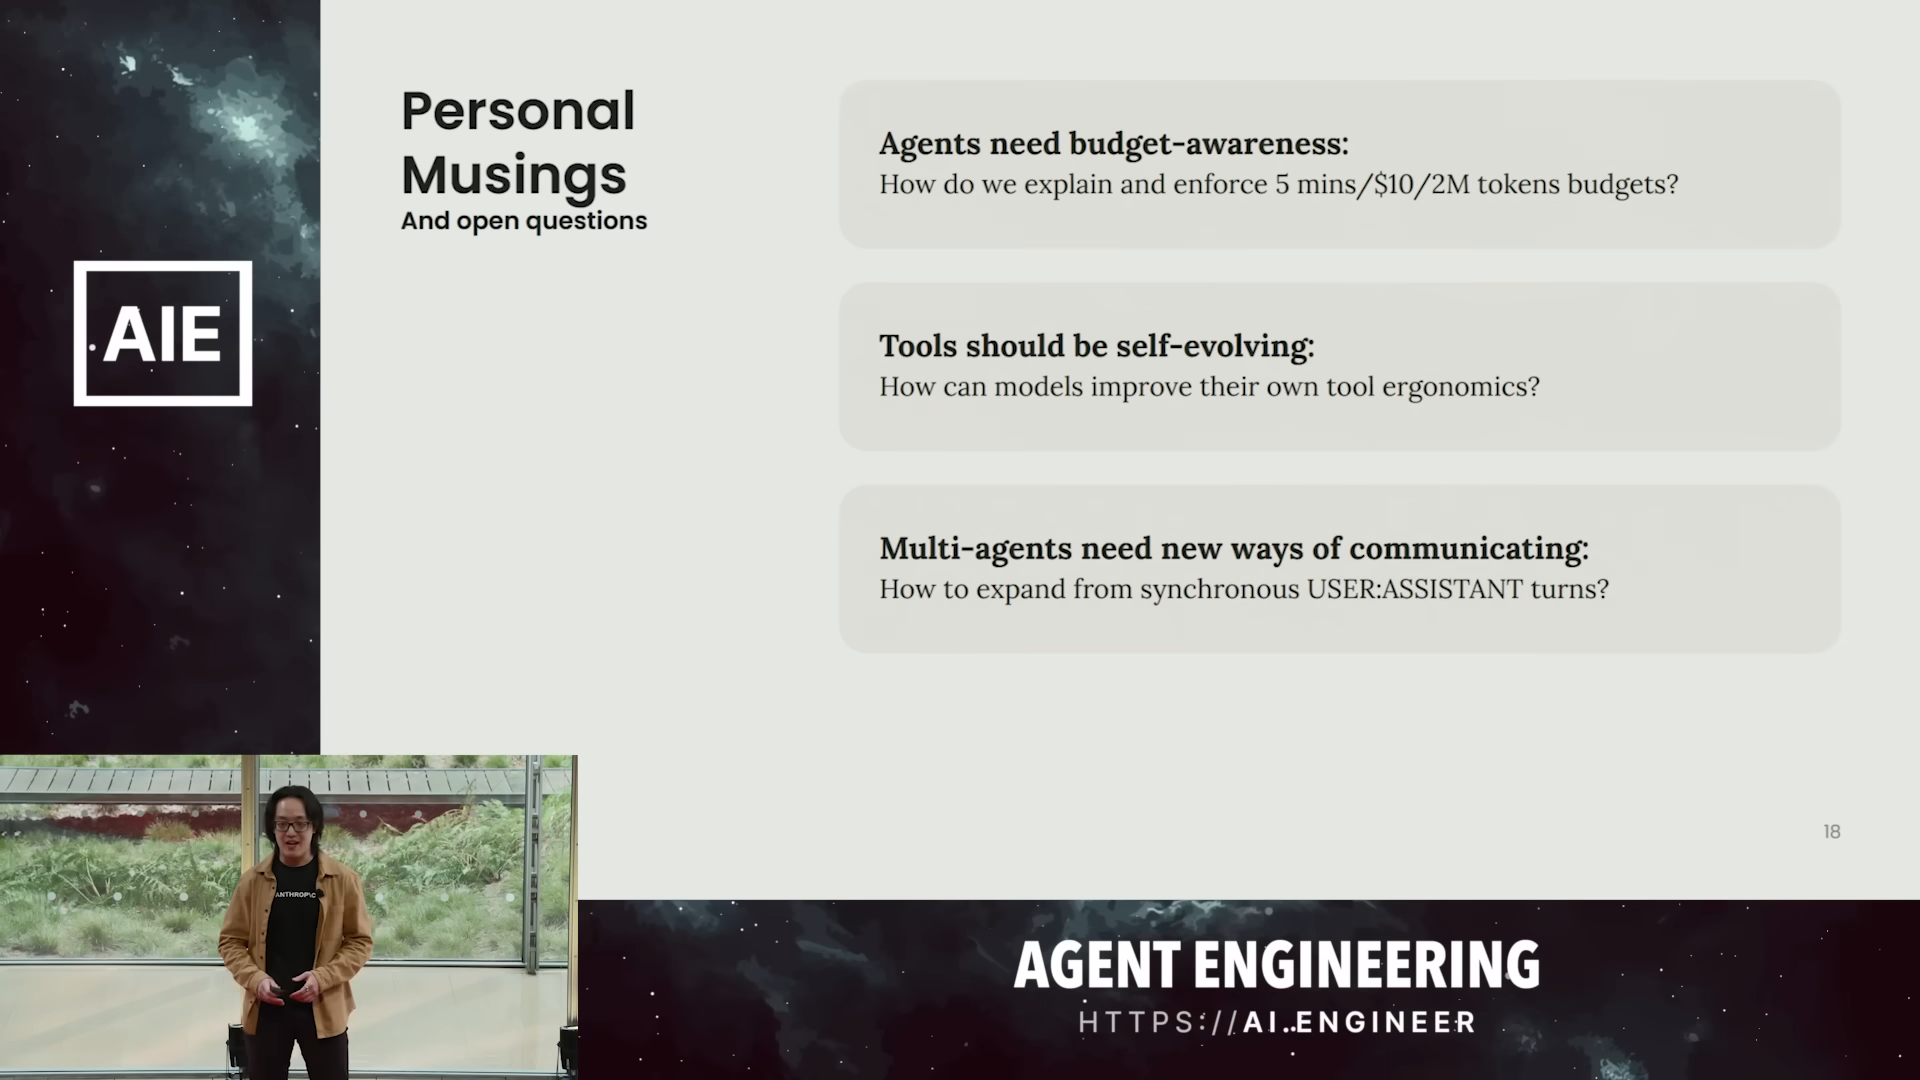 AIE
Personal
Musings
And open questions
Agents need budget-awareness:
How do we explain and enforce 5 mins/$10/2M tokens budgets?
Tools should be self-evolving:
How can models improve their own tool ergonomics?
Multi-agents need new ways of communicating:
How to expand from synchronous USER:ASSISTANT turns?
18
ANTHROP\C
AGENT ENGINEERING
HTTPS://AI.ENGINEER